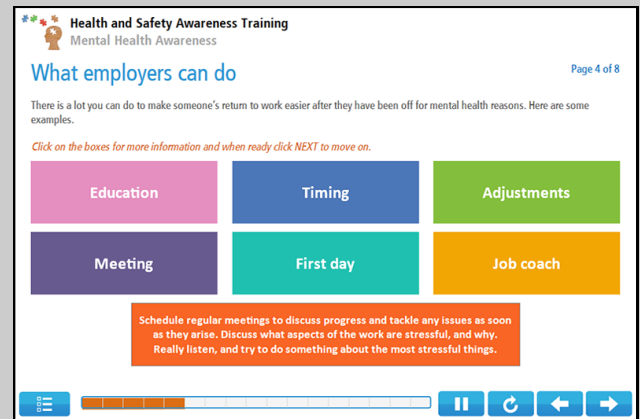 Health and Safety Awareness Training
Mental Health Awareness
What employers can do
Page 4 of 8
There is a lot you can do to make someone's return to work easier after they have been off for mental health reasons. Here are some
examples.
Click on the boxes for more information and when ready click NEXT to move on.
Education
Timing
Adjustments
Meeting
First day
Job coach
Schedule regular meetings to discuss progress and tackle any issues as soon
as they arise. Discuss what aspects of the work are stressful, and why.
Really listen, and try to do something about the most stressful things.